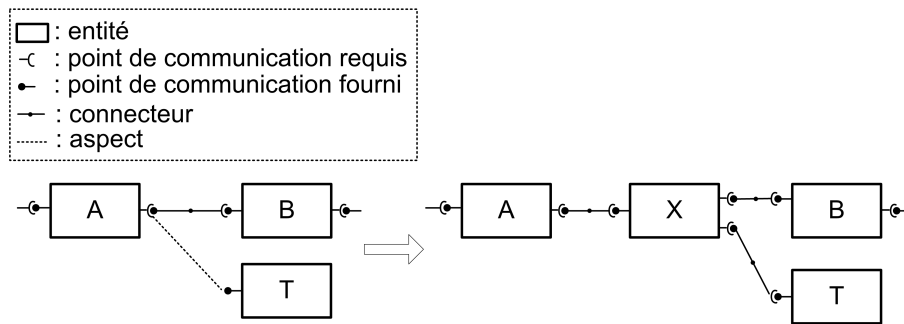 : entité
: point de communication requis
: point de communication fourni
: connecteur
: aspect
A B A X B
T T